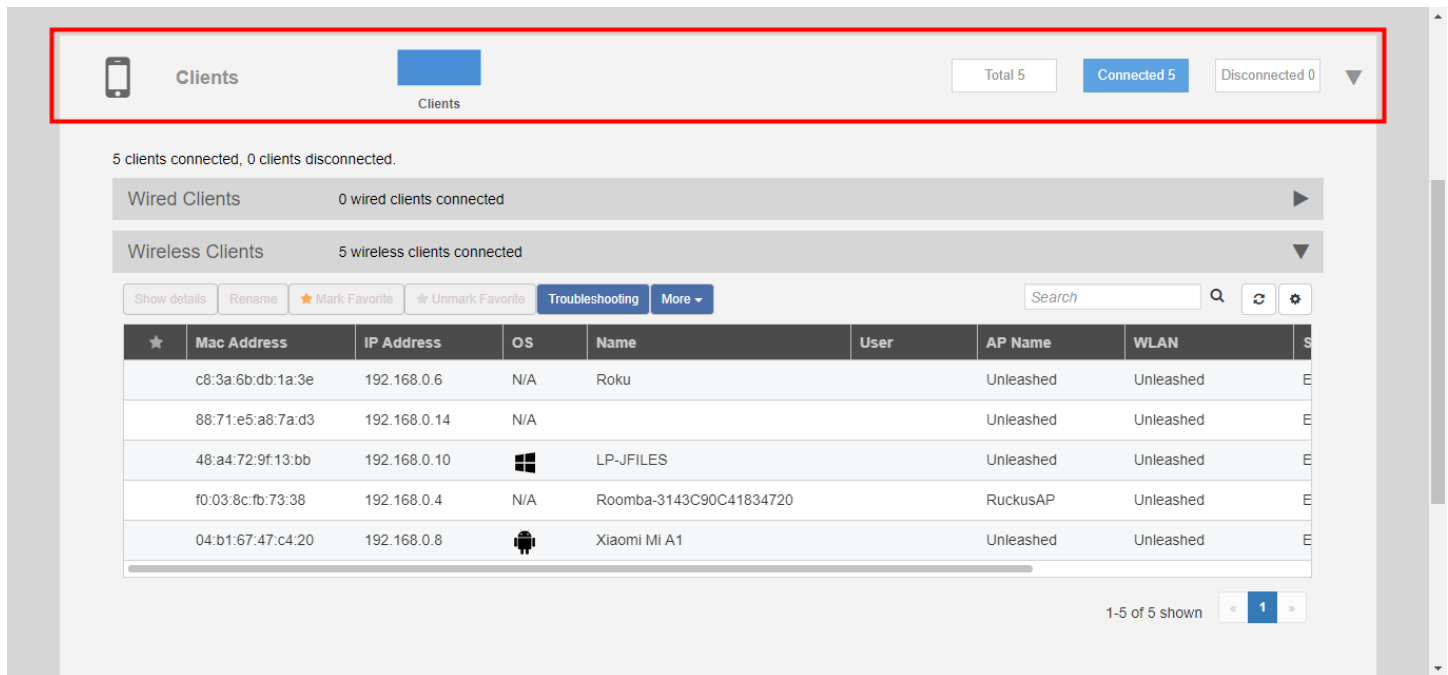 Clients Total 5 Connected 5 Disconnected 0
Clients
5 clients connected, 0 clients disconnected.
Wired Clients 0 wired clients connected
Wireless Clients 5 wireless clients connected
Show details Rename Mark Favorite Unmark Favorite Troubleshooting More Search
Mac Address IP Address OS Name User AP Name WLAN S
c8:3a:6b:db:1a:3e 192.168.0.6 N/A Roku Unleashed Unleashed E
88:71:e5:a8:7a:d3 192.168.0.14 N/A Unleashed Unleashed E
48:a4:72:9f:13:bb 192.168.0.10 LP-JFILES Unleashed Unleashed E
f0:03:8c:fb:73:38 192.168.0.4 N/A Roomba-3143C90C41834720 RuckusAP Unleashed E
04:b1:67:47:c4:20 192.168.0.8 Xiaomi Mi A1 Unleashed Unleashed E
1-5 of 5 shown « 1 »